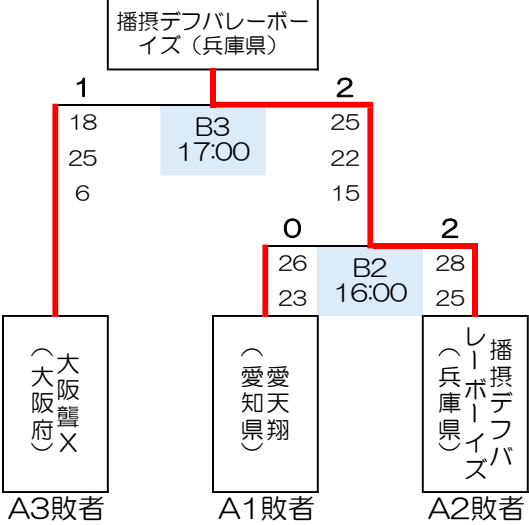 播摂デフバレーボー
イズ（兵庫県）
1
2
18
25
B3
17:00
25
22
6
15
0
2
26
28
B2
16:00
23
25
大阪聾X
（大阪府）
愛天翔
（愛知県）
播摂デフバ
レーボーイズ
（兵庫県）
A3敗者
A1敗者
A2敗者